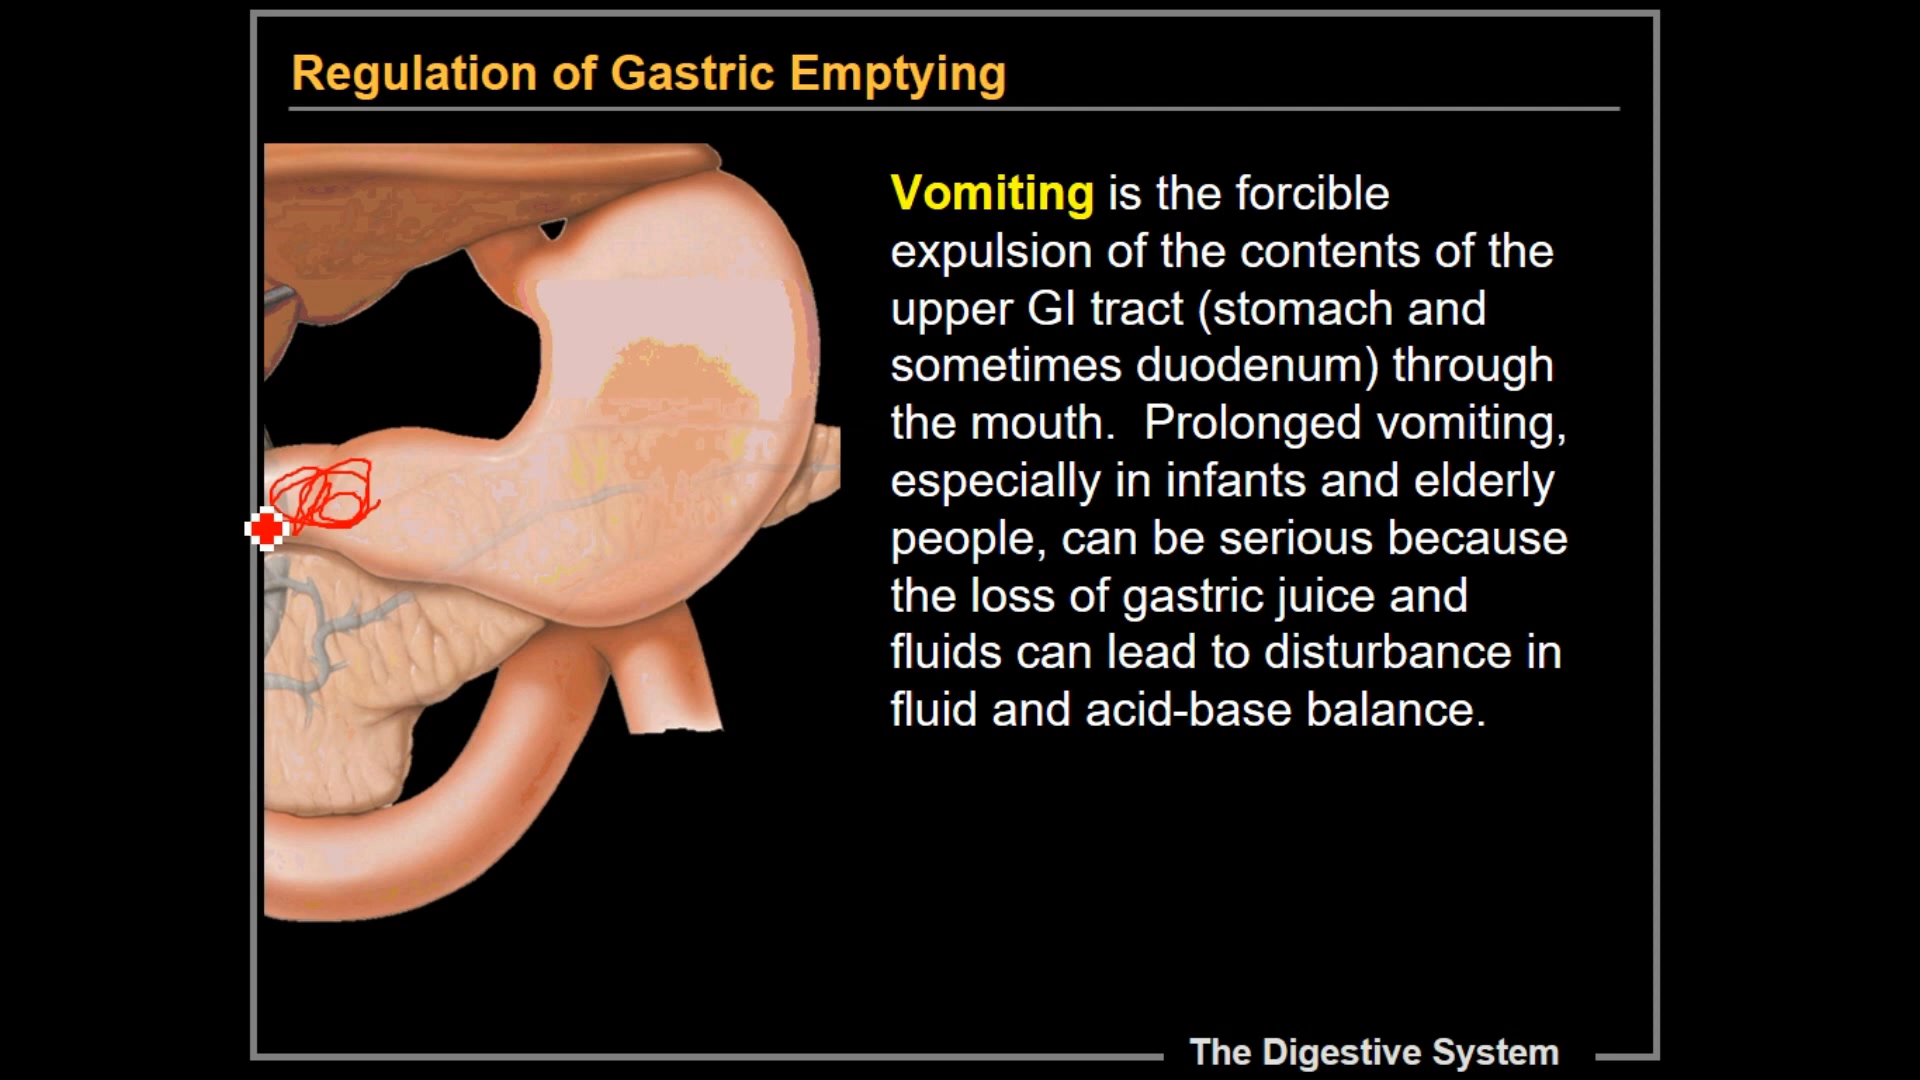 Regulation of Gastric Emptying
Vomiting is the forcible
expulsion of the contents of the
upper GI tract (stomach and
sometimes duodenum) through
the mouth.  Prolonged vomiting,
especially in infants and elderly
people, can be serious because
the loss of gastric juice and
fluids can lead to disturbance in
fluid and acid-base balance.
The Digestive System